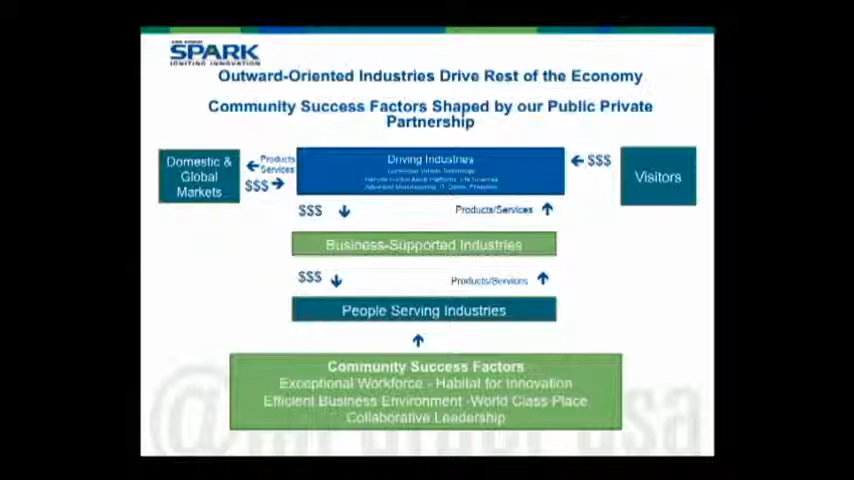 SPARK
IGNITING INNOVATION
Outward-Oriented Industries Drive Rest of the Economy
Community Success Factors Shaped by our Public Private
Partnership
Domestic &
Global
Markets
Products
Services
$$$
Driving Industries
$$$
Visitors
$$$
Products/Services
Business-Supported Industries
$$$
Products/Services
People Serving Industries
Community Success Factors
Exceptional Workforce - Habitat for Innovation
Efficient Business Environment -World Class Place
Collaborative Leadership